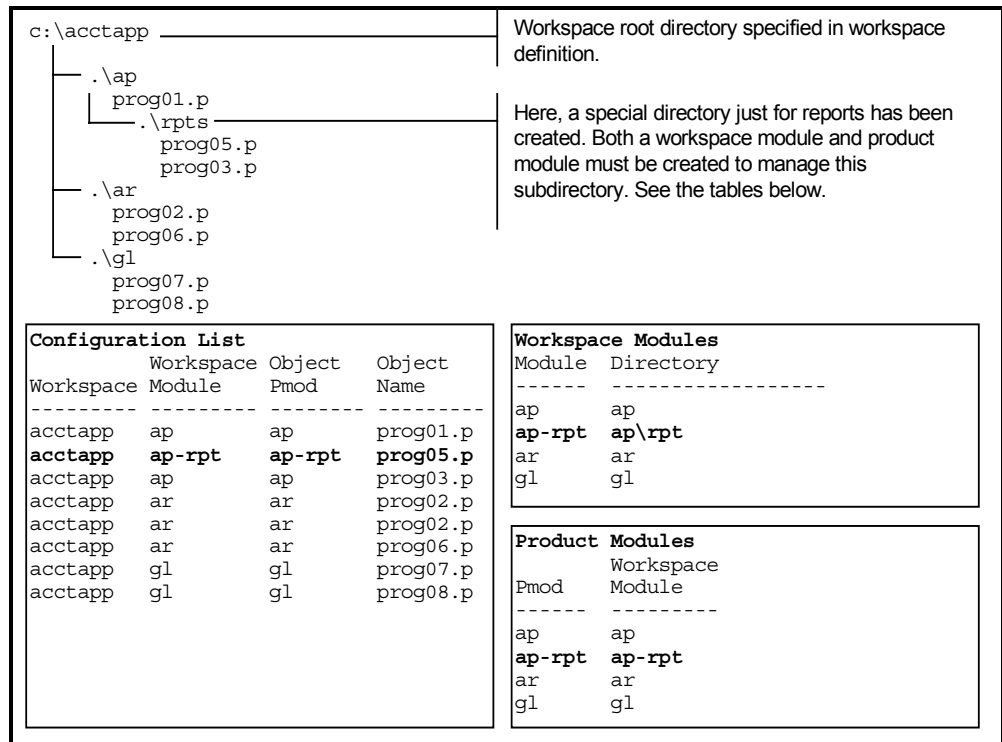 c:\acctapp
Workspace root directory specified in workspace
definition.
.\ap
prog01.p
.\rpts
prog05.p
prog03.p
.\ar
prog02.p
prog06.p
.\gl
prog07.p
prog08.p
Here, a special directory just for reports has been
created. Both a workspace module and product
module must be created to manage this
subdirectory. See the tables below.
Configuration List
Workspace Object Object
Workspace Module Pmod Name
--------- --------- -------- ---------
acctapp ap ap prog01.p
acctapp ap-rpt ap-rpt prog05.p
acctapp ap ap prog03.p
acctapp ar ar prog02.p
acctapp ar ar prog02.p
acctapp ar ar prog06.p
acctapp gl gl prog07.p
acctapp gl gl prog08.p
Workspace Modules
Module Directory
------ ------------------
ap ap
ap-rpt ap\rpt
ar ar
gl gl
Product Modules
Workspace
Pmod Module
------ ---------
ap ap
ap-rpt ap-rpt
ar ar
gl gl